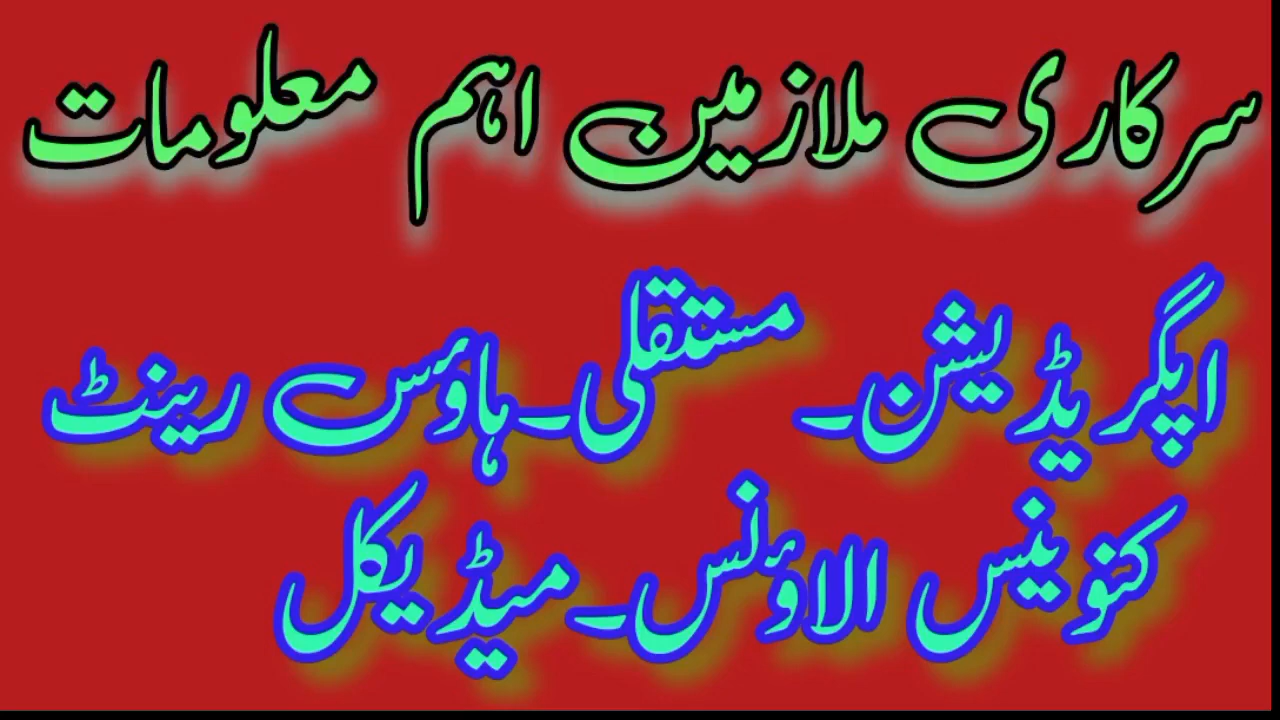 سرکاری ملازمین اہم معلومات
اپگریڈیشن۔ مستقلی۔ہاؤس رینٹ
کنوینس الاؤنس۔میڈیکل